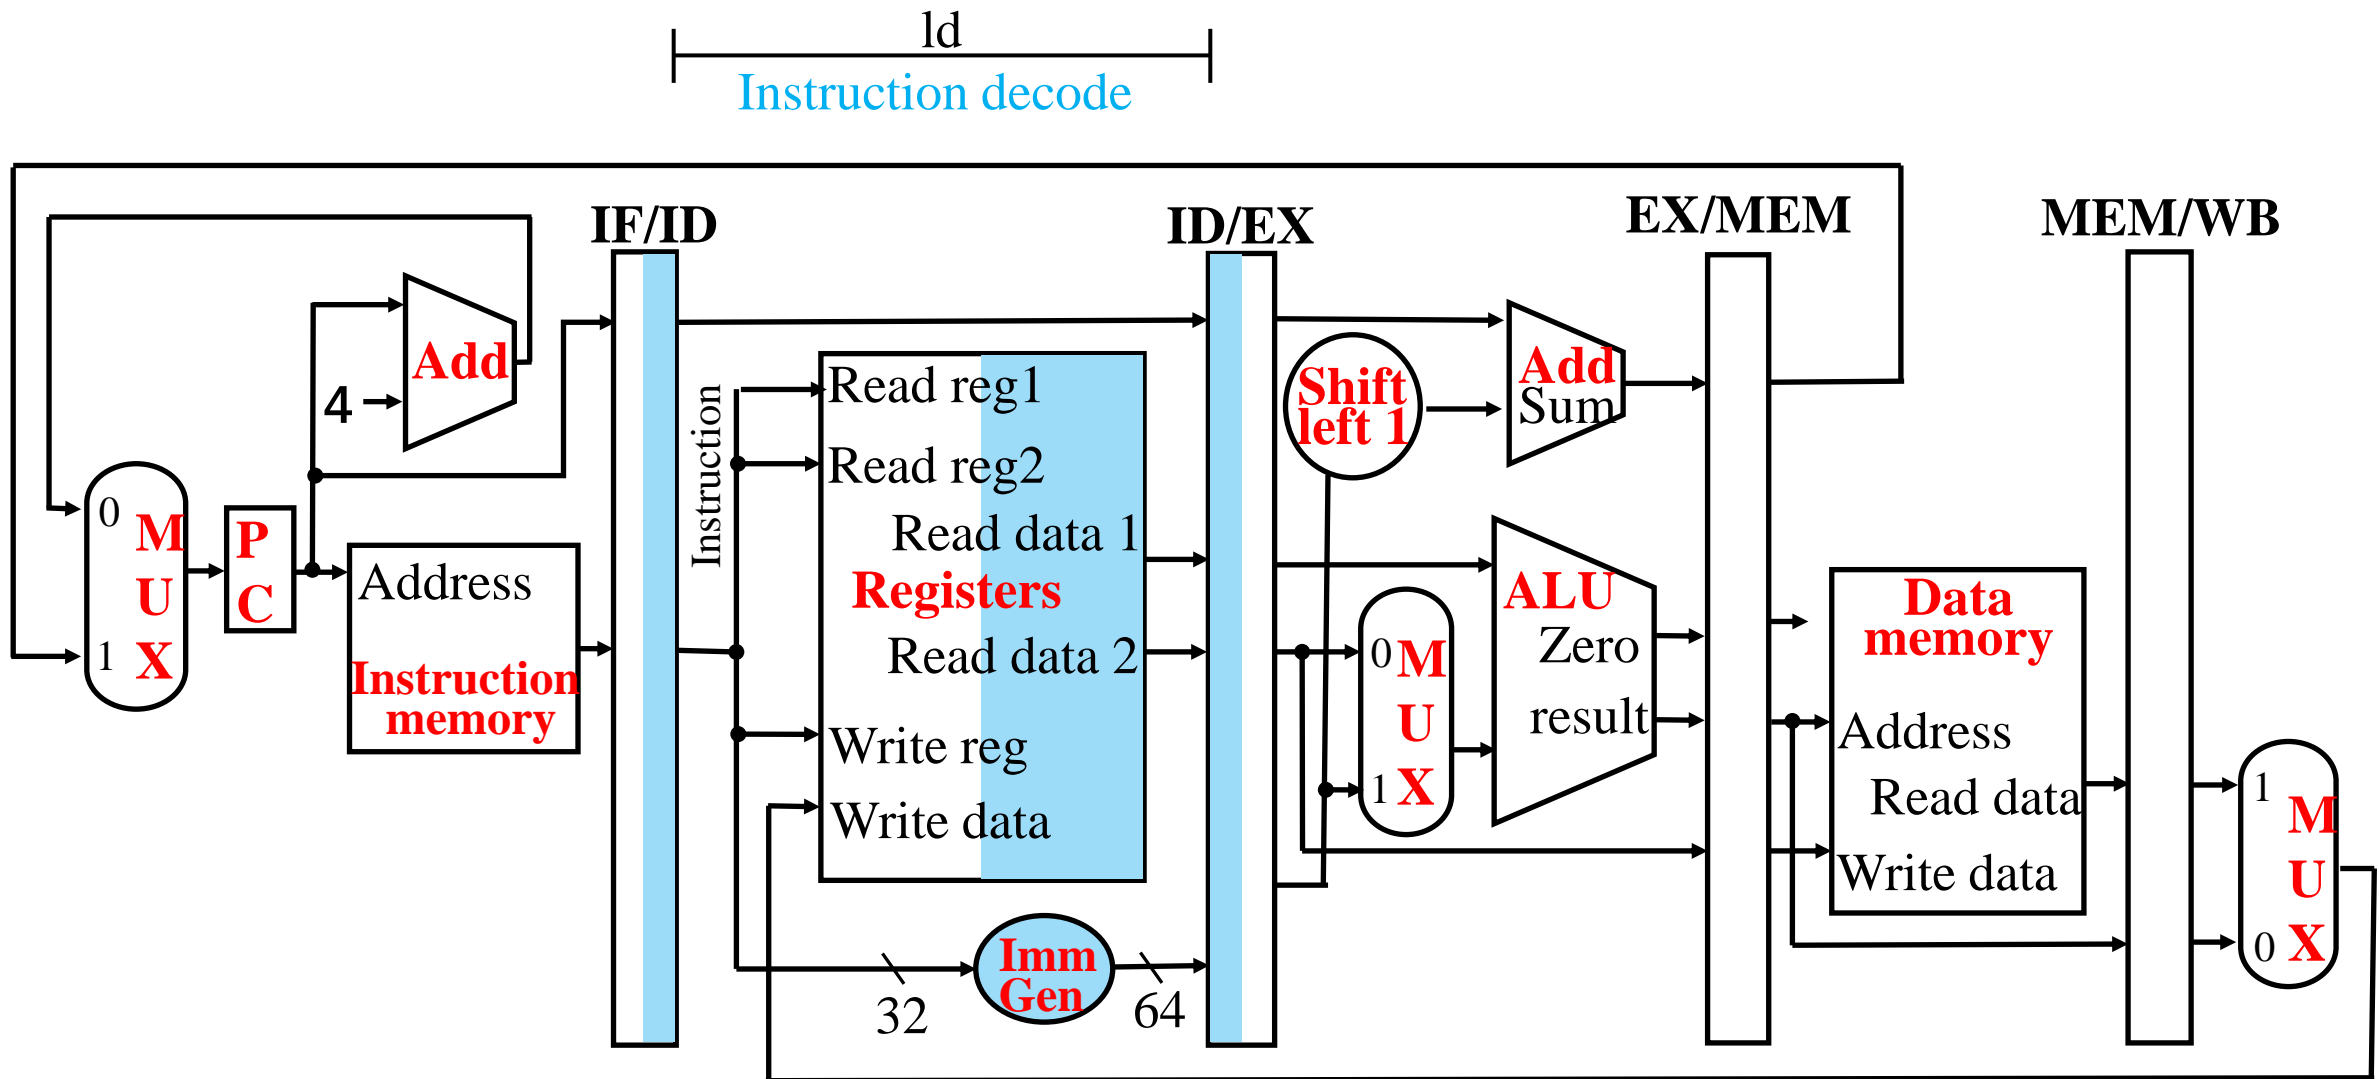 ld
Instruction decode
IF/ID
ID/EX
EX/MEM
MEM/WB
Add
4
0
M
U
X
1
P
C
Address
Instruction
memory
Instruction
Read reg1
Read reg2
Read data 1
Registers
Read data 2
Write reg
Write data
Imm
Gen
32
64
Shift
left 1
Add
Sum
0
M
U
X
1
ALU
Zero
result
Data
memory
Address
Read data
Write data
1
M
U
X
0